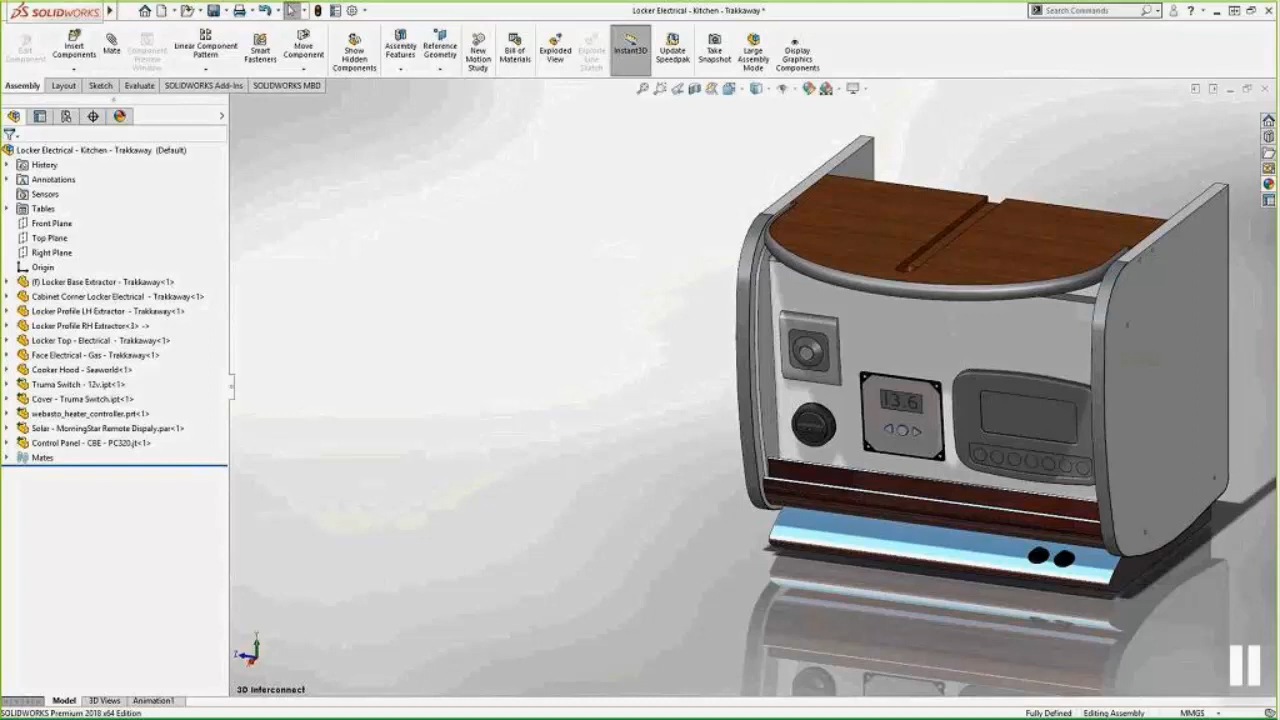 SOLIDWORKS
Locker Electrical - Kitchen - Trakkaway *
Search Commands
Edit Component
Insert Components
Mate
Component Preview Window
Linear Component Pattern
Smart Fasteners
Move Component
Show Hidden Components
Assembly Features
Reference Geometry
New Motion Study
Bill of Materials
Exploded View
Explode Line Sketch
Instant3D
Update Speedpak
Take Snapshot
Large Assembly Mode
Display Graphics Components
Assembly
Layout
Sketch
Evaluate
SOLIDWORKS Add-Ins
SOLIDWORKS MBD
Locker Electrical - Kitchen - Trakkaway (Default)
History
Annotations
Sensors
Tables
Front Plane
Top Plane
Right Plane
Origin
(f) Locker Base Extractor - Trakkaway<1>
Cabinet Corner Locker Electrical - Trakkaway<1>
Locker Profile LH Extractor - Trakkaway<1>
Locker Profile RH Extractor<3> ->
Locker Top - Electrical - Trakkaway<1>
Face Electrical - Gas - Trakkaway<1>
Cooker Hood - Seaworld<1>
Truma Switch - 12v.ipt<1>
Cover - Truma Switch.ipt<1>
webasto_heater_controller.prt<1>
Solar - MorningStar Remote Dispaly.par<1>
Control Panel - CBE - PC320.jt<1>
Mates
13.6
Z
Y
3D Interconnect
Model
3D Views
Animation1
SOLIDWORKS Premium 2018 x64 Edition
Fully Defined
Editing Assembly
MMGS